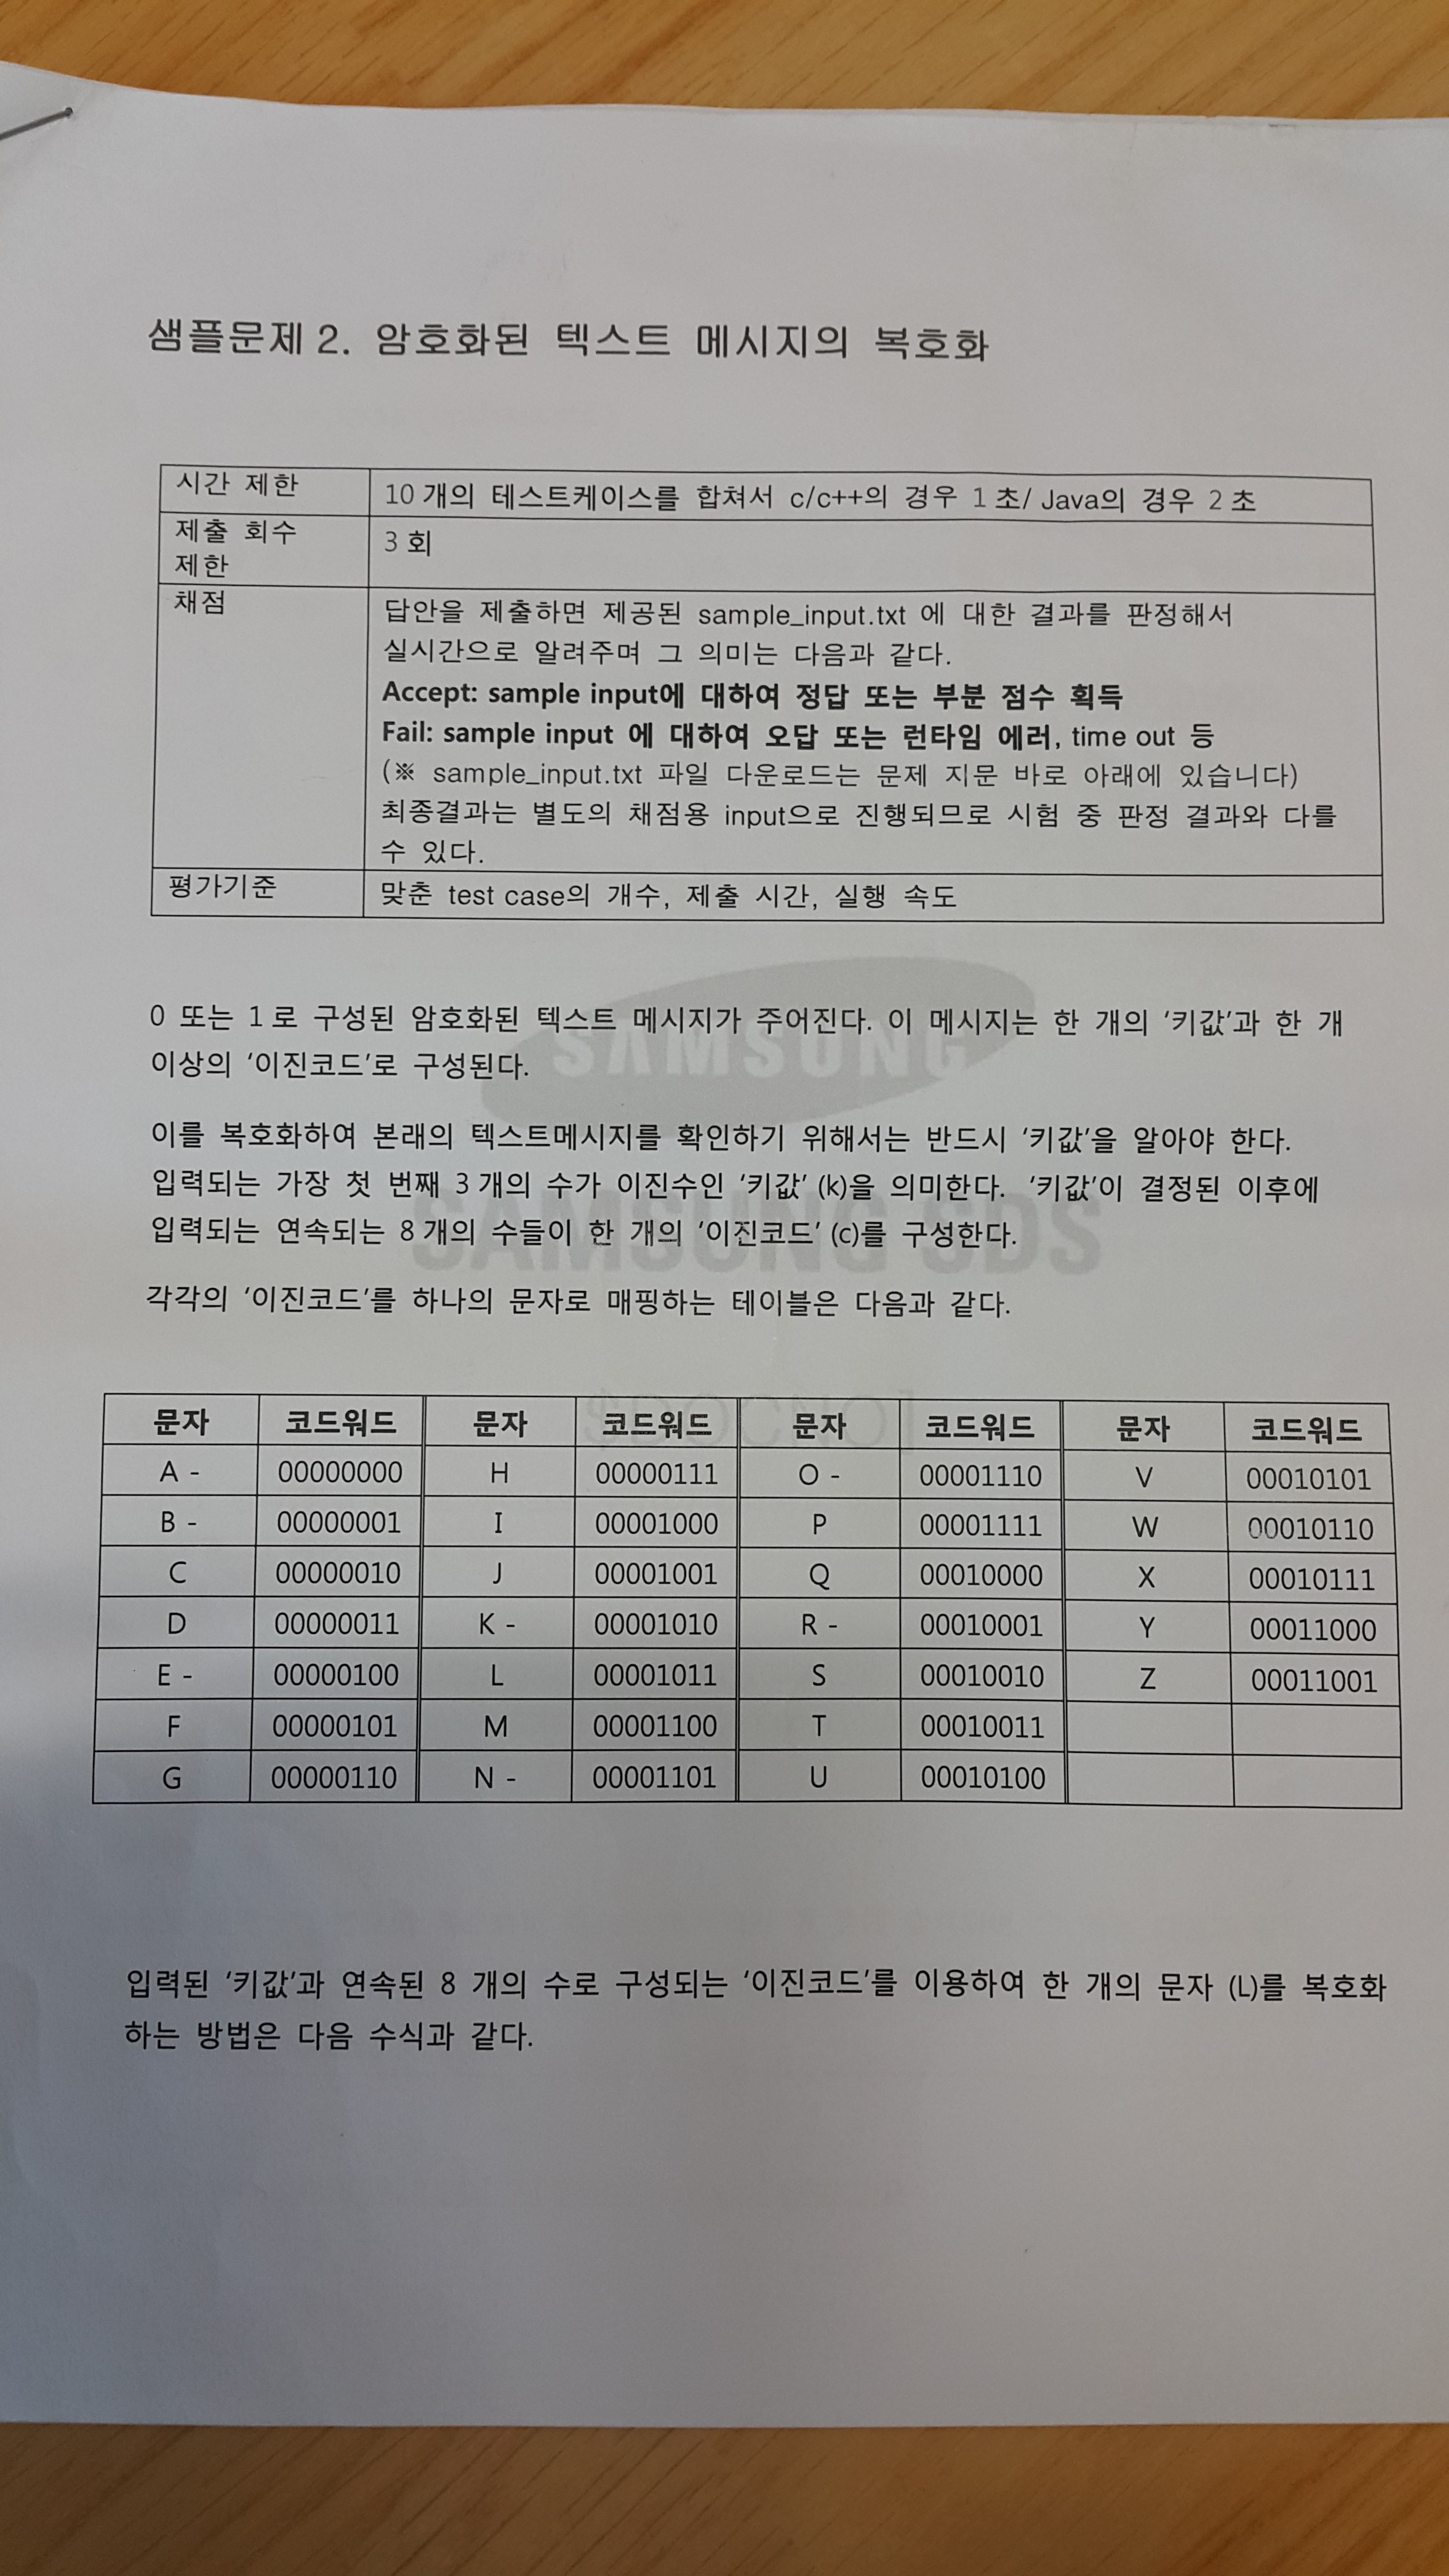 샘플문제 2. 암호화된 텍스트 메시지의 복호화
시간 제한 10 개의 테스트케이스를 합쳐서 c/c++의 경우 1 초/ Java의 경우 2 초
제출 회수 제한 3 회
채점 답안을 제출하면 제공된 sample_input.txt 에 대한 결과를 판정해서
실시간으로 알려주며 그 의미는 다음과 같다.
Accept: sample input에 대하여 정답 또는 부분 점수 획득
Fail: sample input 에 대하여 오답 또는 런타임 에러, time out 등
(※ sample_input.txt 파일 다운로드는 문제 지문 바로 아래에 있습니다)
최종결과는 별도의 채점용 input으로 진행되므로 시험 중 판정 결과와 다를
수 있다.
평가기준 맞춘 test case의 개수, 제출 시간, 실행 속도
SAMSUNG
SAMSUNG SDS
0 또는 1로 구성된 암호화된 텍스트 메시지가 주어진다. 이 메시지는 한 개의 ‘키값’과 한 개
이상의 ‘이진코드’로 구성된다.
이를 복호화하여 본래의 텍스트메시지를 확인하기 위해서는 반드시 ‘키값’을 알아야 한다.
입력되는 가장 첫 번째 3 개의 수가 이진수인 ‘키값’ (k)을 의미한다. ‘키값’이 결정된 이후에
입력되는 연속되는 8 개의 수들이 한 개의 ‘이진코드’ (c)를 구성한다.
각각의 ‘이진코드’를 하나의 문자로 매핑하는 테이블은 다음과 같다.
문자 코드워드 문자 코드워드 문자 코드워드 문자 코드워드
A - 00000000 H 00000111 O - 00001110 V 00010101
B - 00000001 I 00001000 P 00001111 W 00010110
C 00000010 J 00001001 Q 00010000 X 00010111
D 00000011 K - 00001010 R - 00010001 Y 00011000
E - 00000100 L 00001011 S 00010010 Z 00011001
F 00000101 M 00001100 T 00010011
G 00000110 N - 00001101 U 00010100
입력된 ‘키값’과 연속된 8 개의 수로 구성되는 ‘이진코드’를 이용하여 한 개의 문자 (L)를 복호화
하는 방법은 다음 수식과 같다.